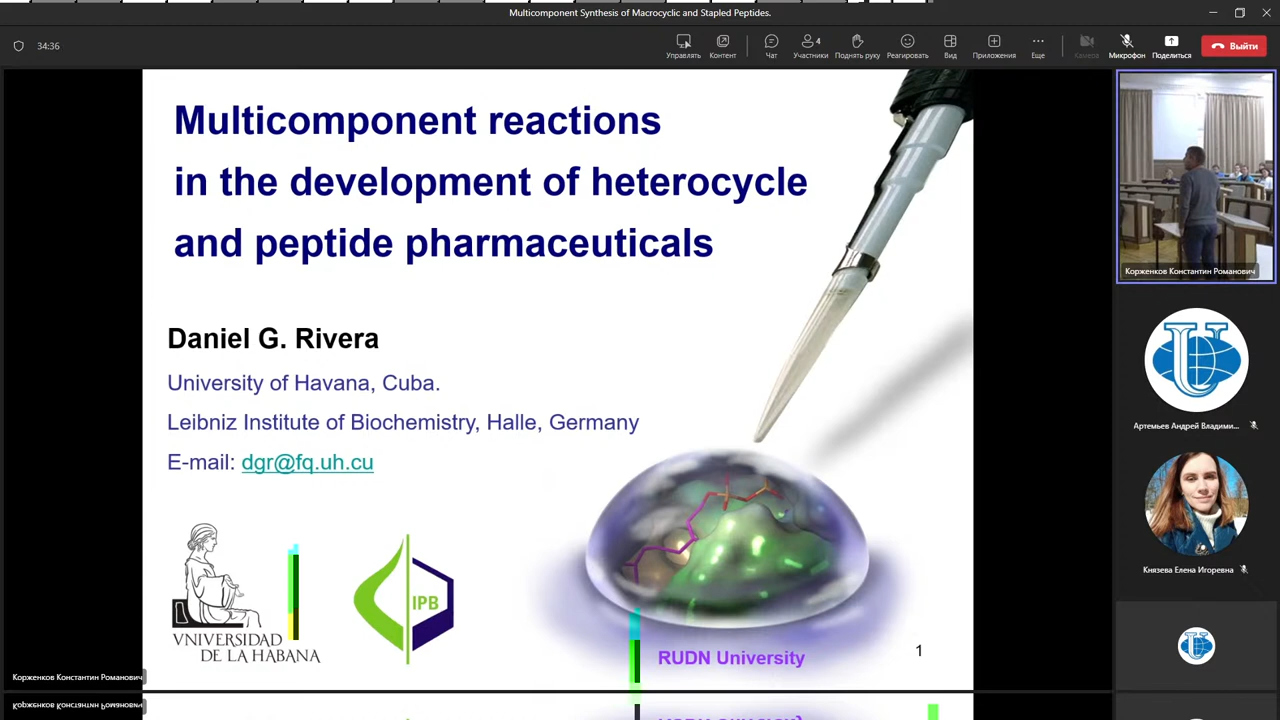 Multicomponent Synthesis of Macrocyclic and Stapled Peptides.
34:36
Управлять
Контент
Чат
4
Участники
Поднять руку
Реагировать
Вид
Приложения
Еще
Камера
Микрофон
Поделиться
Выйти
Multicomponent reactions
in the development of heterocycle
and peptide pharmaceuticals
Daniel G. Rivera
University of Havana, Cuba.
Leibniz Institute of Biochemistry, Halle, Germany
E-mail: dgr@fq.uh.cu
VNIVERSIDAD
DE LA HABANA
IPB
RUDN University
1
Корженков Константин Романович
Корженков Константин Романович
Артемьев Андрей Владими...
Князева Елена Игоревна